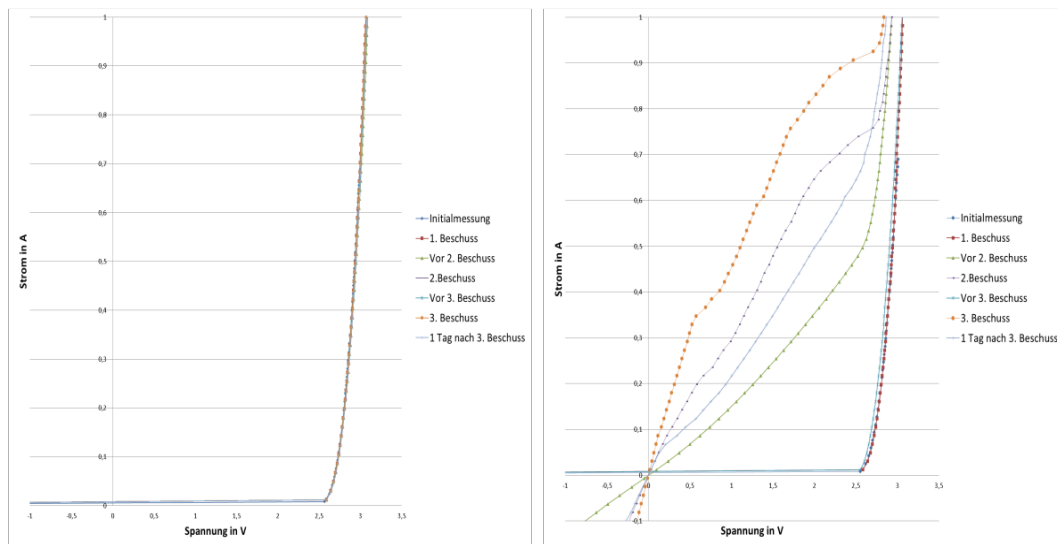 1
0,9
0,8
0,7
0,6
0,5
0,4
0,3
0,2
0,1
0
-1
-0,5
0
0,5
1
1,5
2
2,5
3
3,5
Strom in A
Spannung in V
Initialmessung
1. Beschuss
Vor 2. Beschuss
2.Beschuss
Vor 3. Beschuss
3. Beschuss
1 Tag nach 3. Beschuss
1
0,9
0,8
0,7
0,6
0,5
0,4
0,3
0,2
0,1
0
-0,1
-1
-0,5
0
0,5
1
1,5
2
2,5
3
3,5
Strom in A
Spannung in V
Initialmessung
1. Beschuss
Vor 2. Beschuss
2.Beschuss
Vor 3. Beschuss
3. Beschuss
1 Tag nach 3. Beschuss